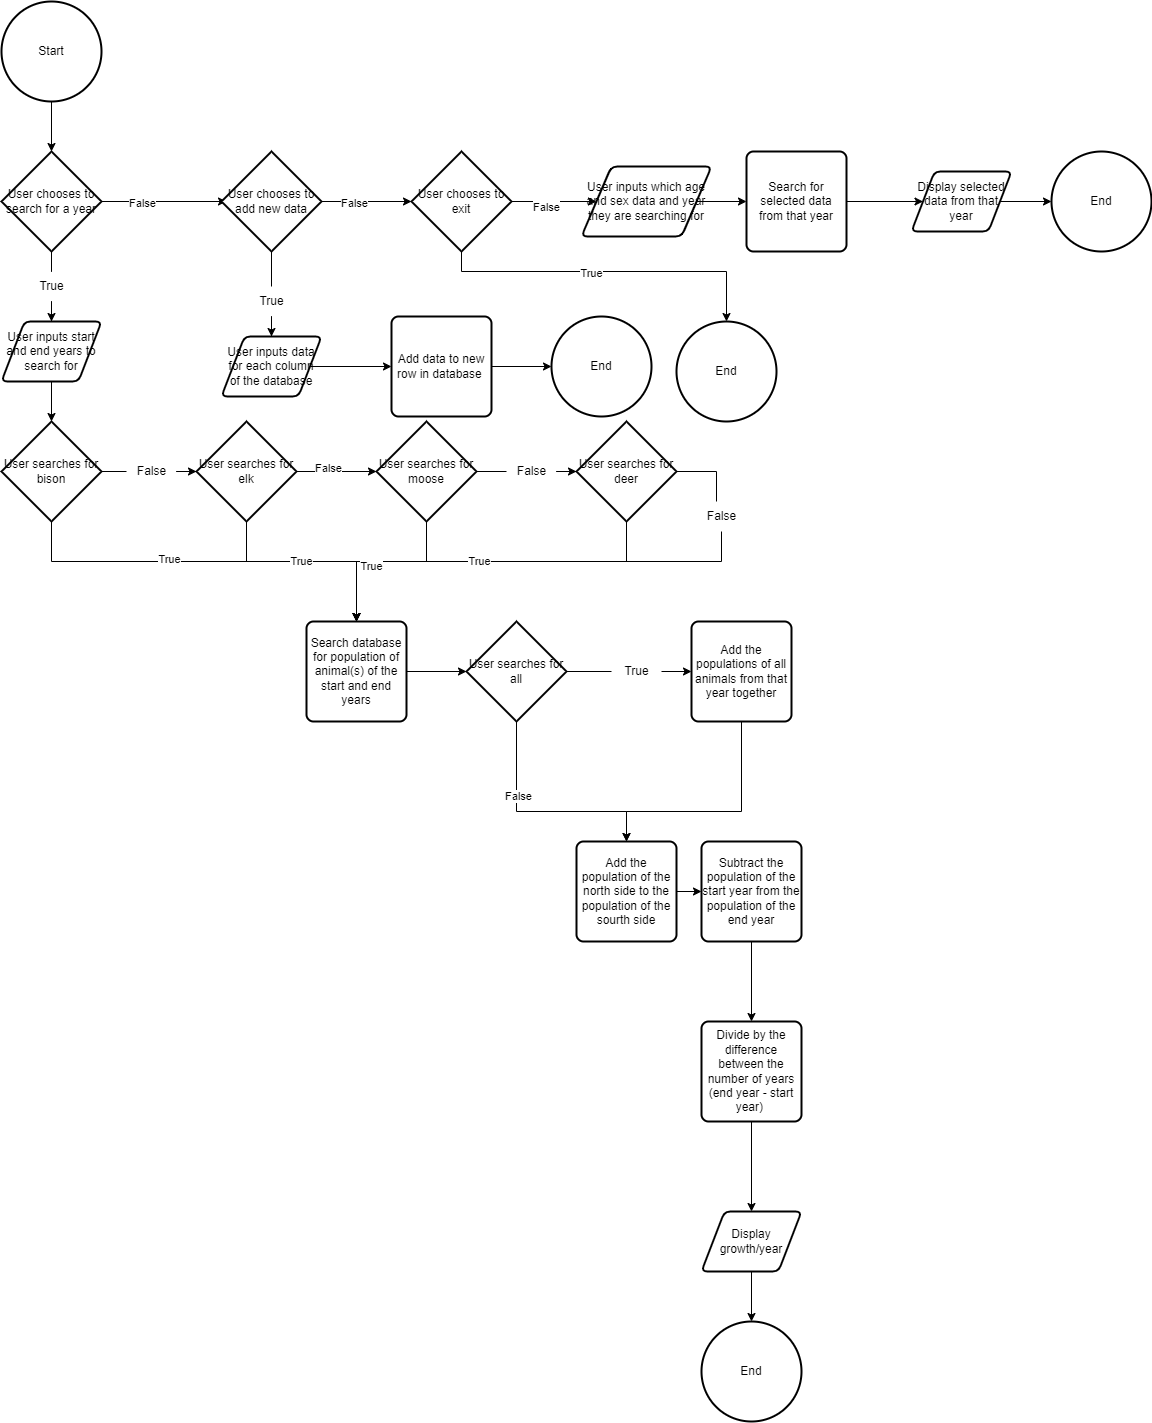 Start
User chooses to
search for a year
False
User chooses to
add new data
False
User chooses to
exit
False
User inputs which age
and sex data and year
they are searching for
Search for
selected data
from that year
Display selected
data from that
year
End
True
True
True
User inputs start
and end years to
search for
User inputs data
for each column
of the database
Add data to new
row in database
End
End
User searches for
bison
False
User searches for
elk
False
User searches for
moose
False
User searches for
deer
False
True
True
True
True
Search database
for population of
animal(s) of the
start and end
years
User searches for
all
True
Add the
populations of all
animals from that
year together
False
Add the
population of the
north side to the
population of the
sourth side
Subtract the
population of the
start year from the
population of the
end year
Divide by the
difference
between the
number of years
(end year - start
year)
Display
growth/year
End